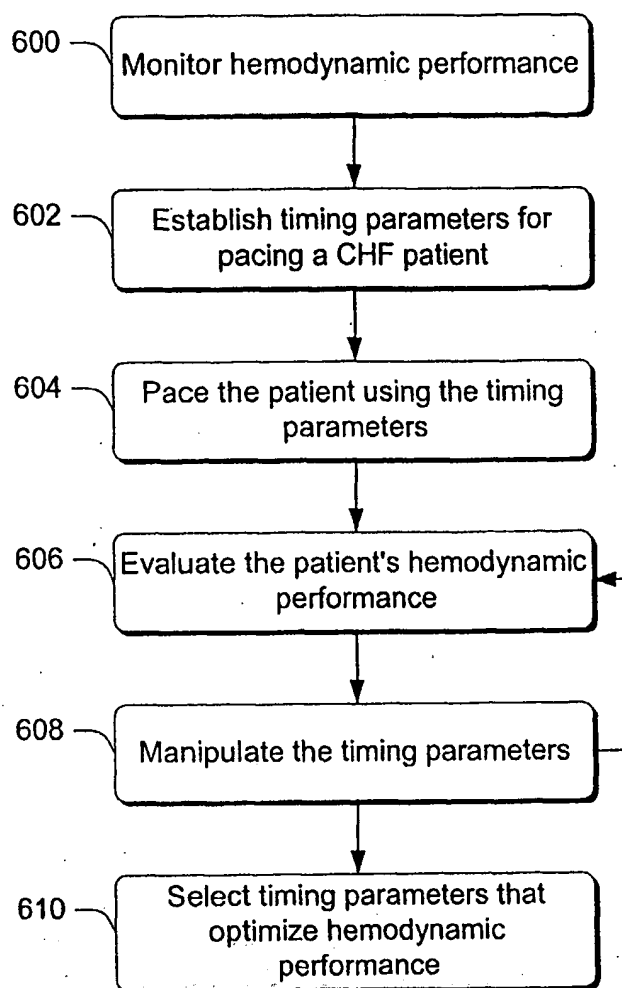 600
Monitor hemodynamic performance
602
Establish timing parameters for
pacing a CHF patient
604
Pace the patient using the timing
parameters
606
Evaluate the patient's hemodynamic
performance
608
Manipulate the timing parameters
610
Select timing parameters that
optimize hemodynamic
performance